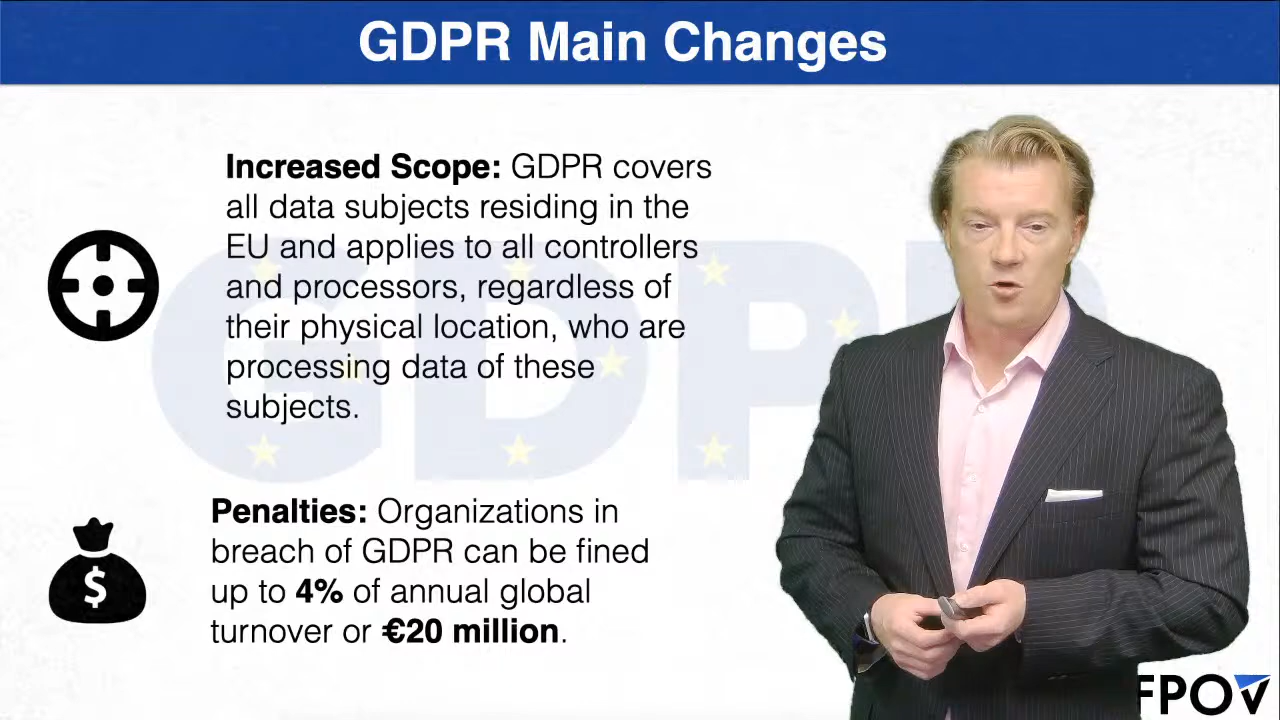 GDPR Main Changes
Increased Scope: GDPR covers
all data subjects residing in the
EU and applies to all controllers
and processors, regardless of
their physical location, who are
processing data of these
subjects.
Penalties: Organizations in
breach of GDPR can be fined
up to 4% of annual global
turnover or €20 million.
$
GDPR
FPOV